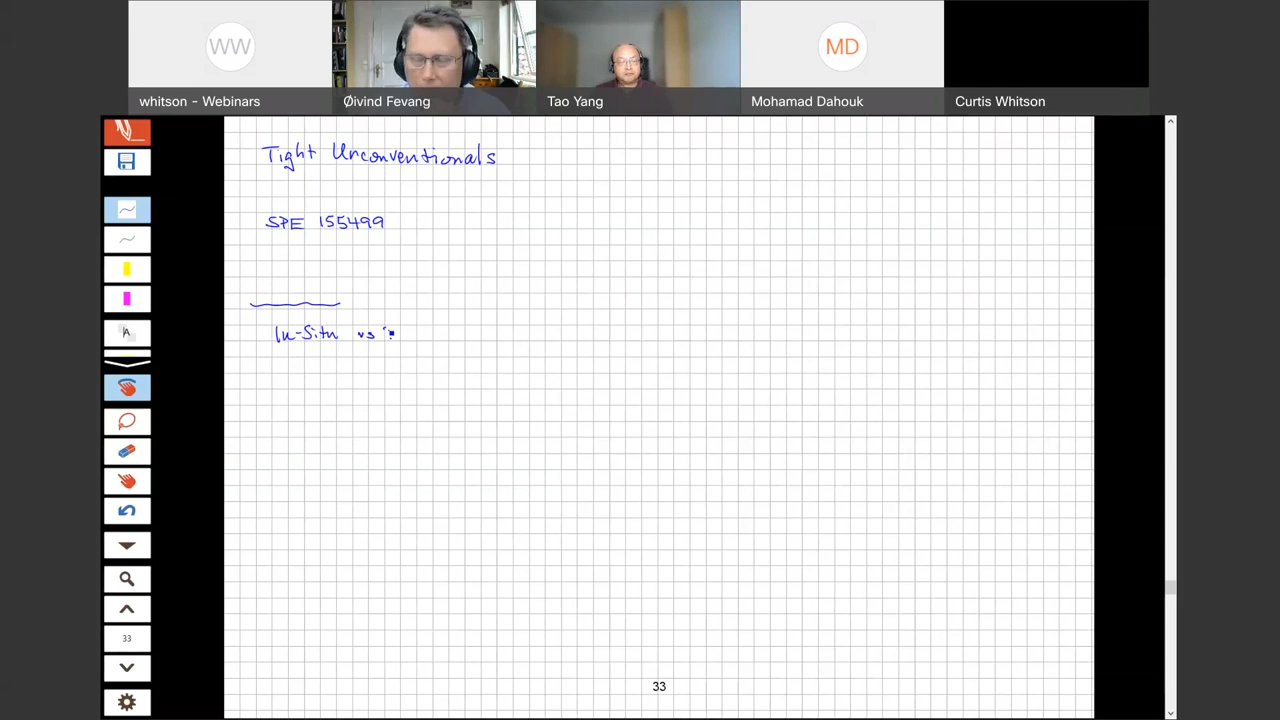 WW
MD
whitson - Webinars
Øivind Fevang
Tao Yang
Mohamad Dahouk
Curtis Whitson
Tight Unconventionals
SPE 155499
In-Situ vs
A
33
33